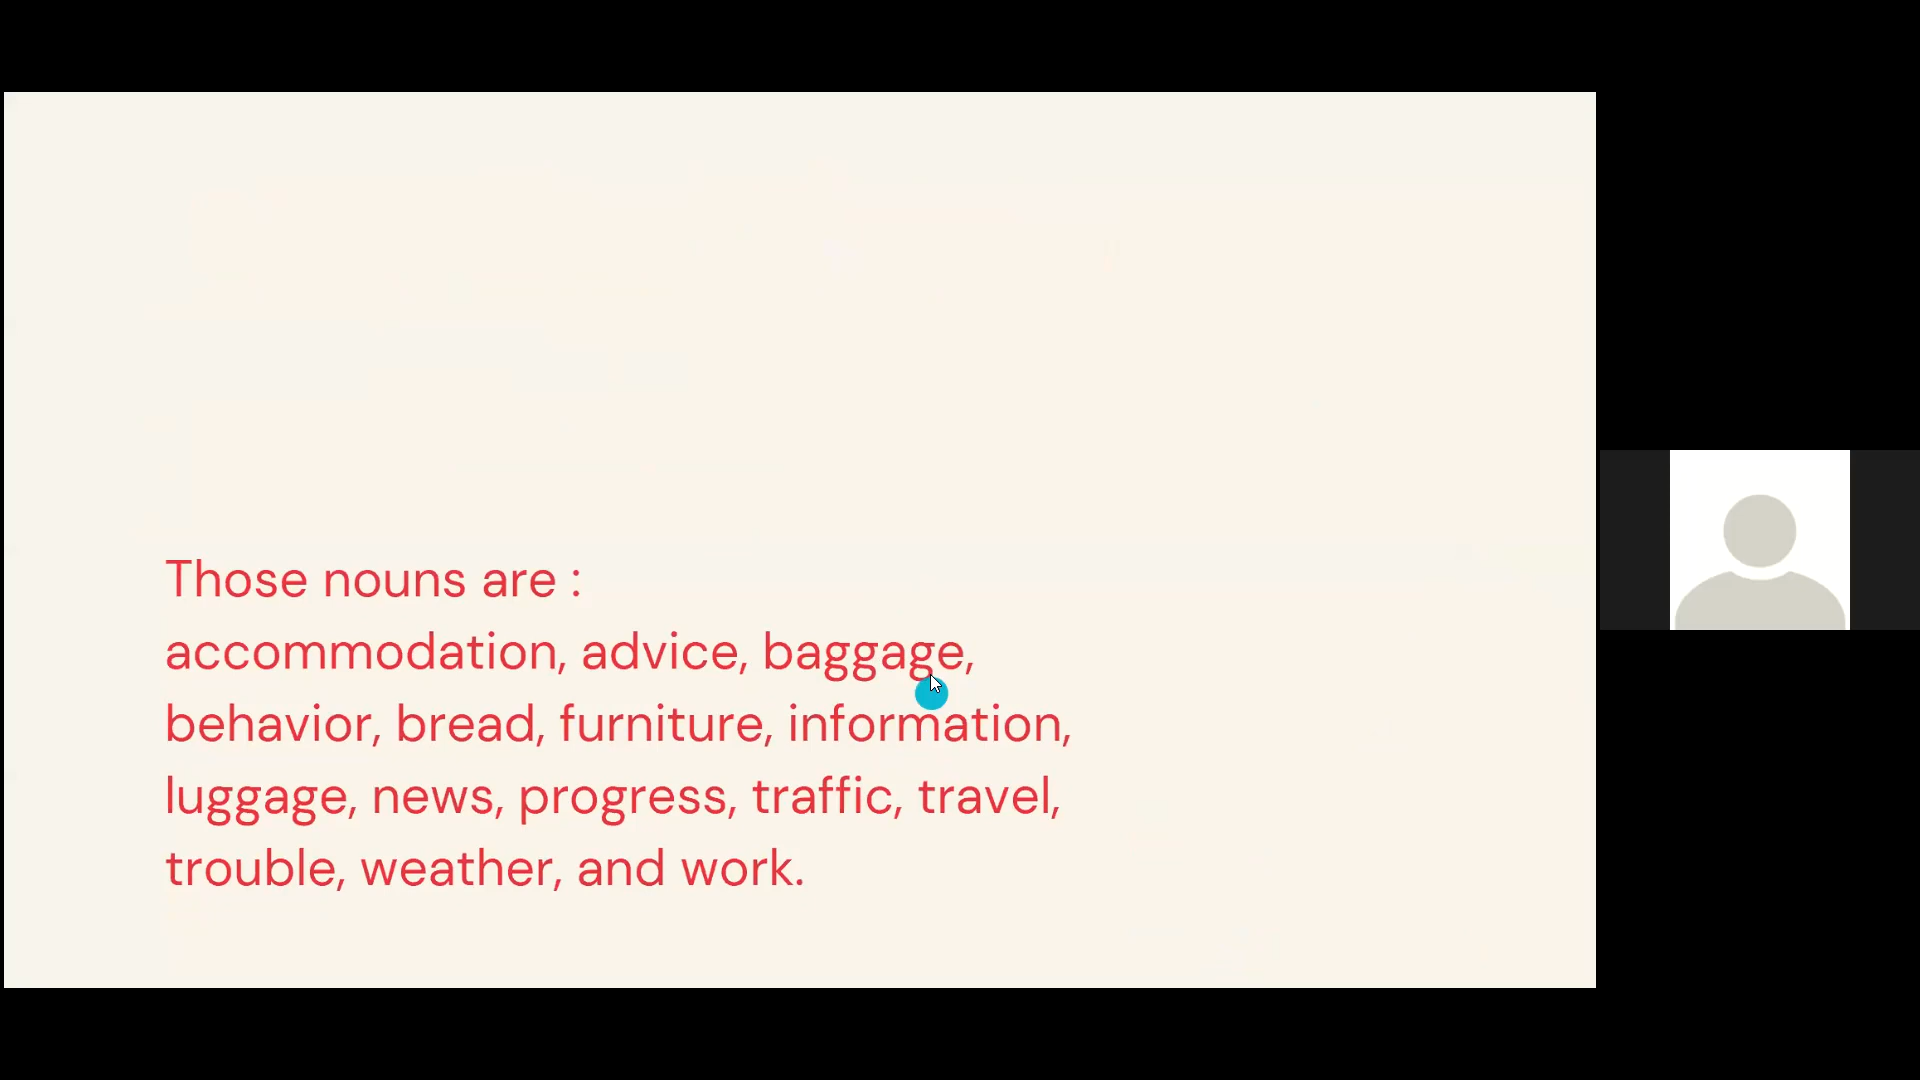 Those nouns are :
accommodation, advice, baggage,
behavior, bread, furniture, information,
luggage, news, progress, traffic, travel,
trouble, weather, and work.